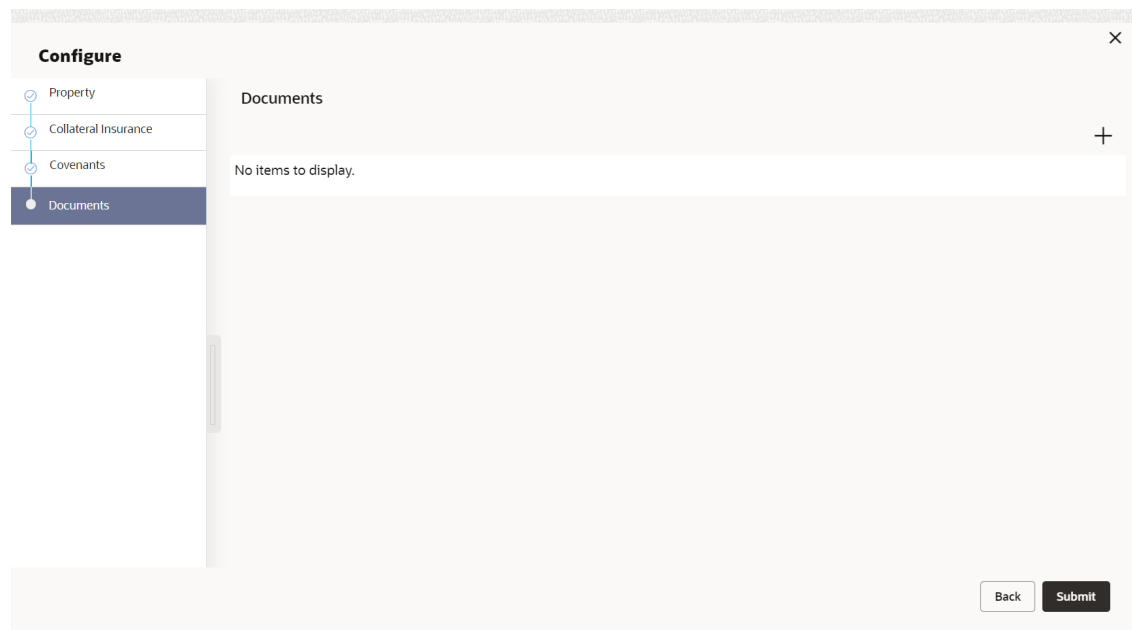 Configure
Property
Collateral Insurance
Covenants
Documents
Documents
No items to display.
Back
Submit